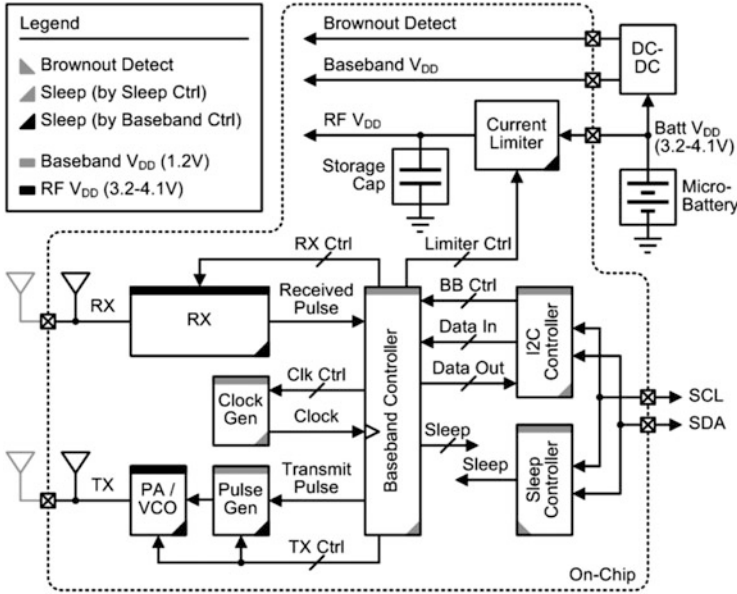 Legend
Brownout Detect
Sleep (by Sleep Ctrl)
Sleep (by Baseband Ctrl)
Baseband VDD (1.2V)
RF VDD (3.2-4.1V)
Brownout Detect
Baseband VDD
DC-
DC
RF VDD
Current
Limiter
Batt VDD
(3.2-4.1V)
Storage
Cap
Micro-
Battery
RX Ctrl
Limiter Ctrl
RX
RX
Received
Pulse
BB Ctrl
Data In
Data Out
I2C
Controller
Baseband Controller
Clk Ctrl
Clock
Gen
Clock
SCL
SDA
Sleep
Sleep
Sleep
Controller
TX
PA /
VCO
Pulse
Gen
Transmit
Pulse
TX Ctrl
On-Chip